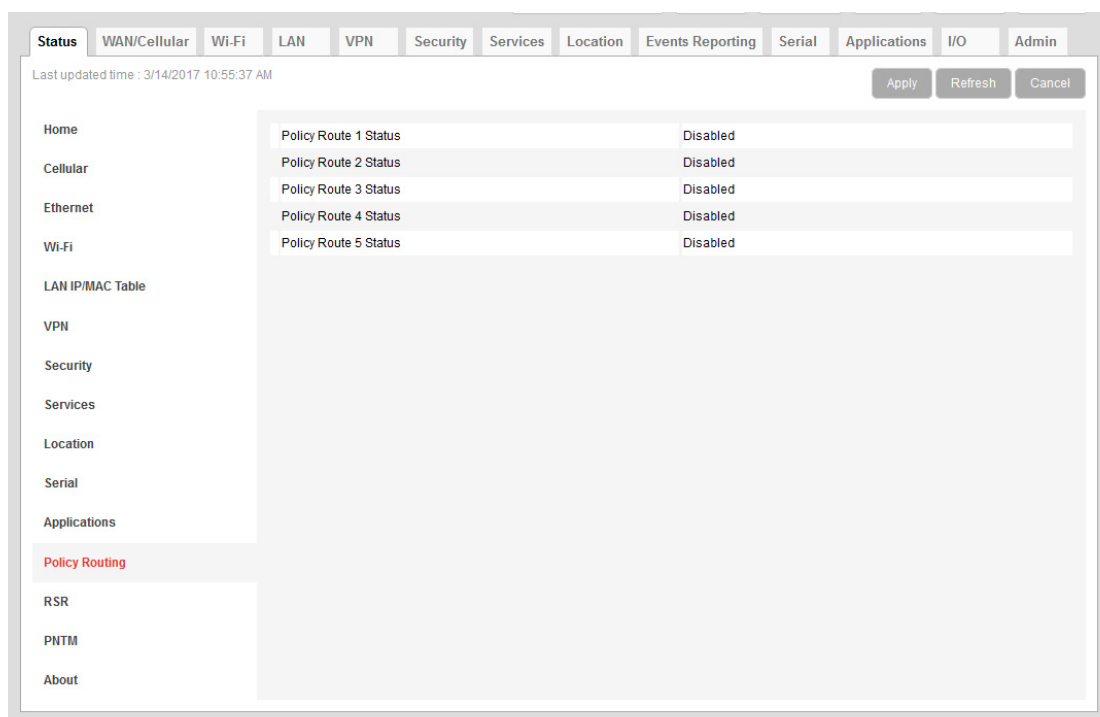 Status WAN/Cellular Wi-Fi LAN VPN Security Services Location Events Reporting Serial Applications I/O Admin
Last updated time : 3/14/2017 10:55:37 AM
Apply Refresh Cancel
Home
Cellular
Ethernet
Wi-Fi
LAN IP/MAC Table
VPN
Security
Services
Location
Serial
Applications
Policy Routing
RSR
PNTM
About
Policy Route 1 Status Disabled
Policy Route 2 Status Disabled
Policy Route 3 Status Disabled
Policy Route 4 Status Disabled
Policy Route 5 Status Disabled